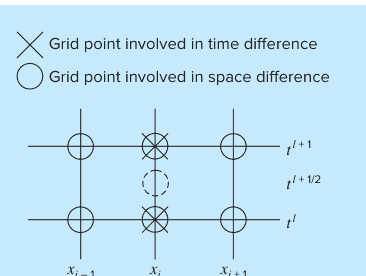 Grid point involved in time difference
Grid point involved in space difference
t^{l + 1}
t^{l + 1/2}
t^{l}
x_{i – 1} x_{i} x_{i + 1}